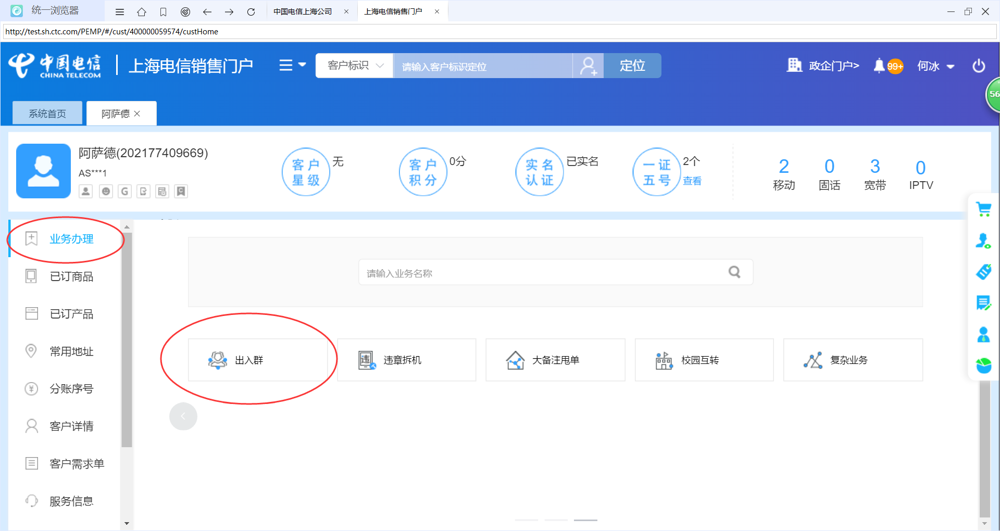 统一浏览器
中国电信上海公司
上海电信销售门户
http://test.sh.ctc.com/PEMP/#/cust/400000059574/custHome
中国电信
CHINA TELECOM
上海电信销售门户
客户标识
请输入客户标识定位
定位
政企门户>
99+
何冰
56
系统首页
阿萨德
阿萨德(202177409669)
AS***1
G
C
客户
星级
无
客户
积分
0分
实名
认证
已实名
一证
五号
2个
查看
2
移动
0
固话
3
宽带
0
IPTV
业务办理
已订商品
已订产品
常用地址
分账序号
客户详情
客户需求单
服务信息
请输入业务名称
出入群
违
违章拆机
大备注甩单
校园互转
复杂业务